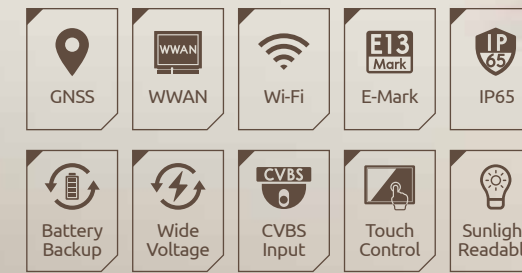 WWAN
E13
Mark
IP
65
GNSS
WWAN
Wi-Fi
E-Mark
IP65
CVBS
Battery
Backup
Wide
Voltage
CVBS
Input
Touch
Control
Sunligh
Readabl